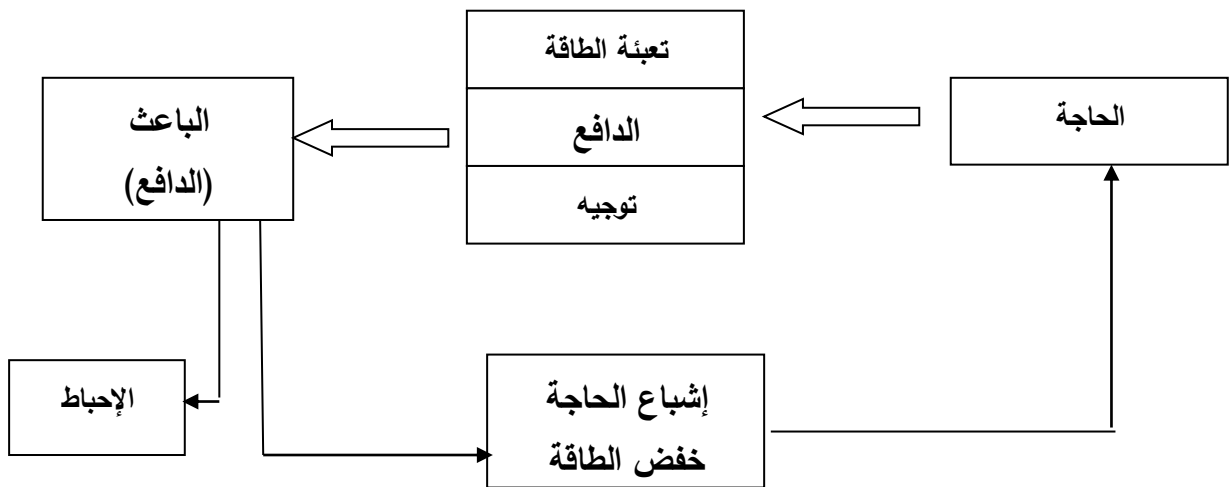 الحاجة
تعبئة الطاقة
الدافع
توجيه
الباعث
(الدافع)
الإحباط
إشباع الحاجة
خفض الطاقة